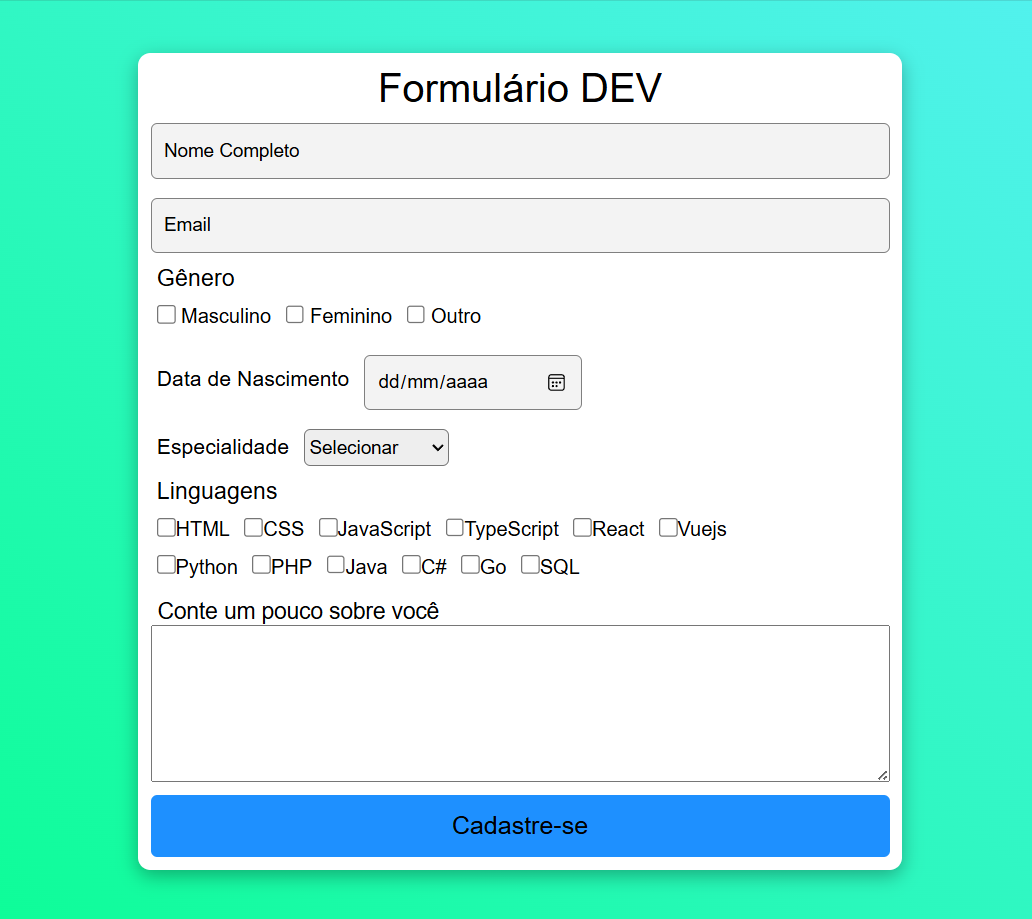 Formulário DEV
Nome Completo
Email
Gênero
Masculino Feminino Outro
Data de Nascimento dd/mm/aaaa
Especialidade Selecionar
Linguagens
HTML CSS JavaScript TypeScript React Vuejs
Python PHP Java C# Go SQL
Conte um pouco sobre você
Cadastre-se